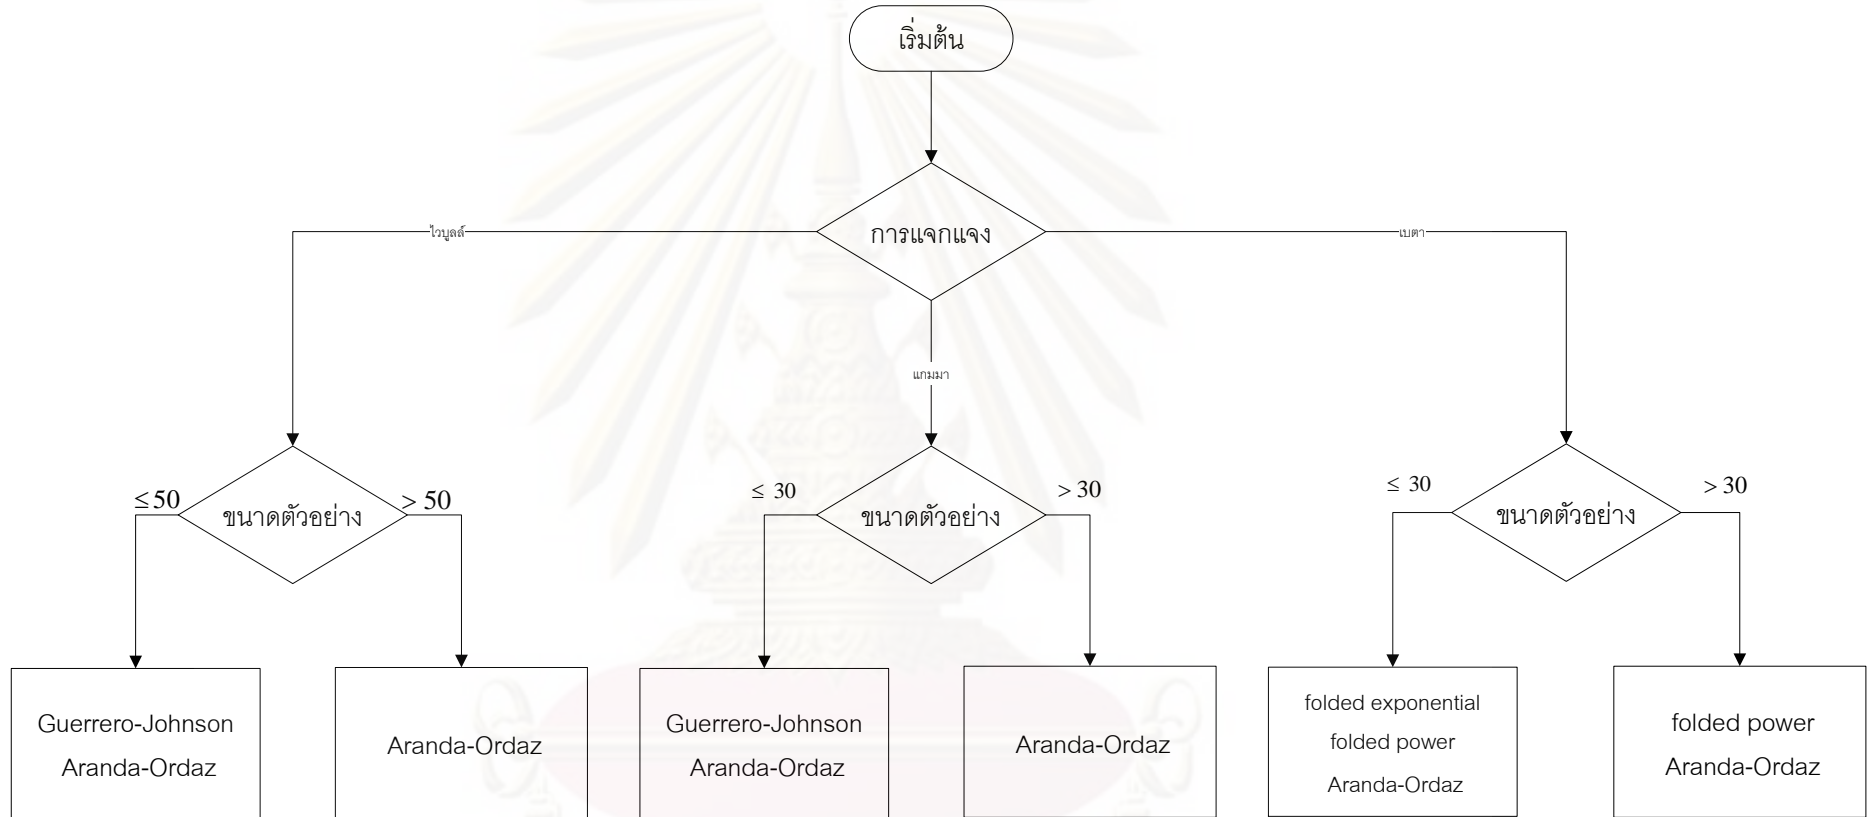 เริ่มต้น
การแจกแจง
ไวบูลล์
เบตา
แกมมา
≤ 50
ขนาดตัวอย่าง
> 50
≤ 30
ขนาดตัวอย่าง
> 30
≤ 30
ขนาดตัวอย่าง
> 30
Guerrero-Johnson
Aranda-Ordaz
Aranda-Ordaz
Guerrero-Johnson
Aranda-Ordaz
Aranda-Ordaz
folded exponential
folded power
Aranda-Ordaz
folded power
Aranda-Ordaz